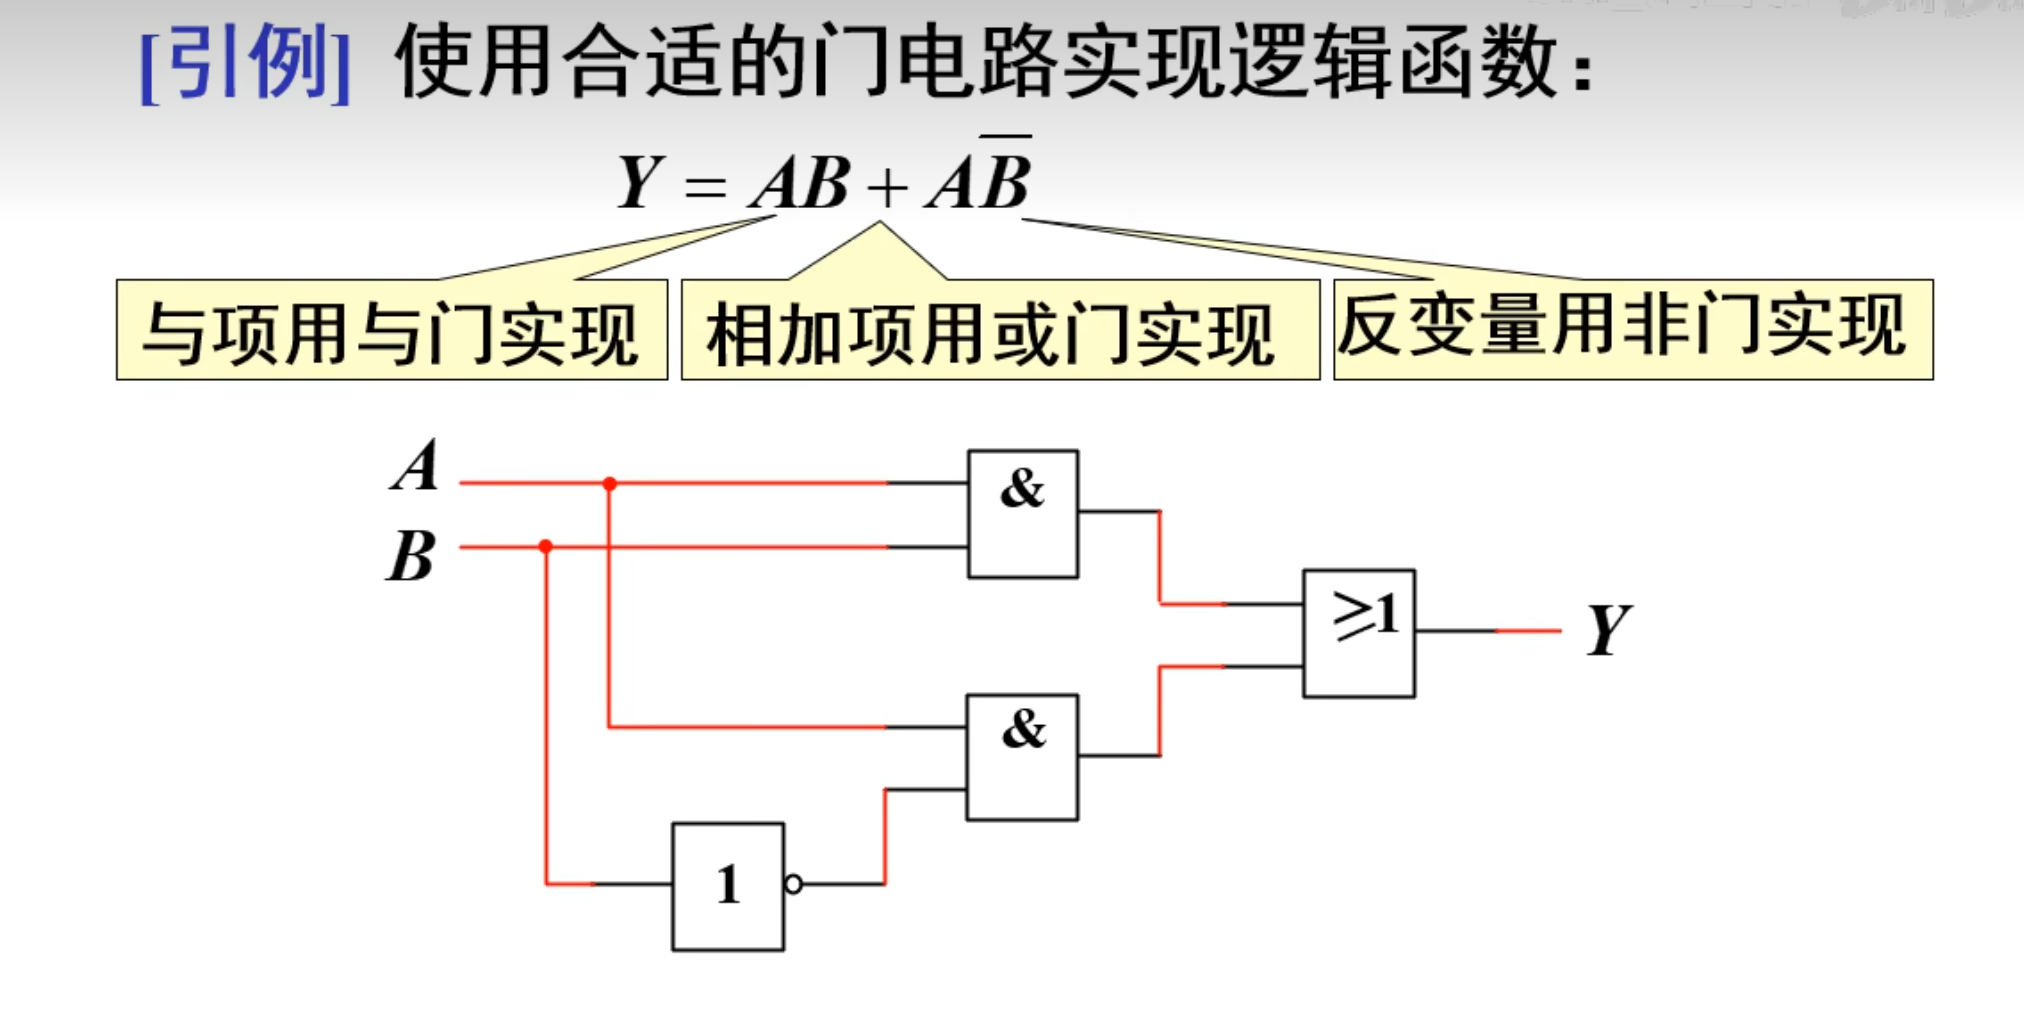 [引例] 使用合适的门电路实现逻辑函数：
Y = AB + AB̅
与项用与门实现
相加项用或门实现
反变量用非门实现
A
&
B
≥1
Y
&
1